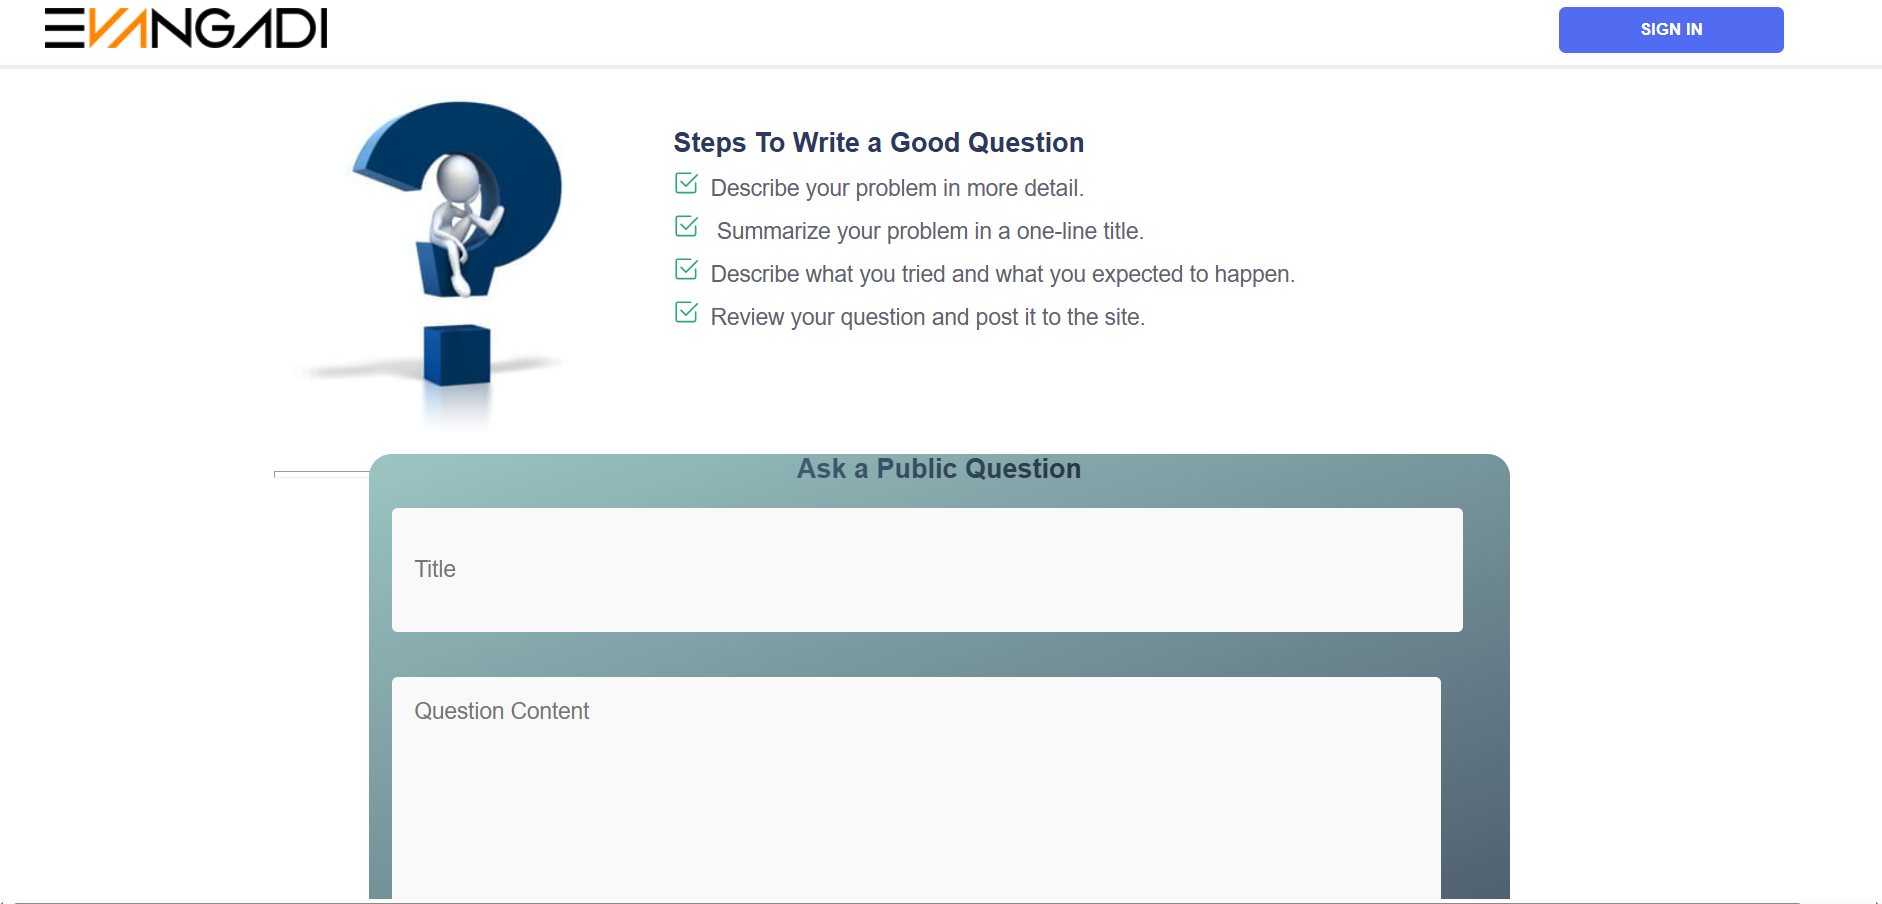 EVANGADI
SIGN IN
Steps To Write a Good Question
Describe your problem in more detail.
Summarize your problem in a one-line title.
Describe what you tried and what you expected to happen.
Review your question and post it to the site.
Ask a Public Question
Title
Question Content